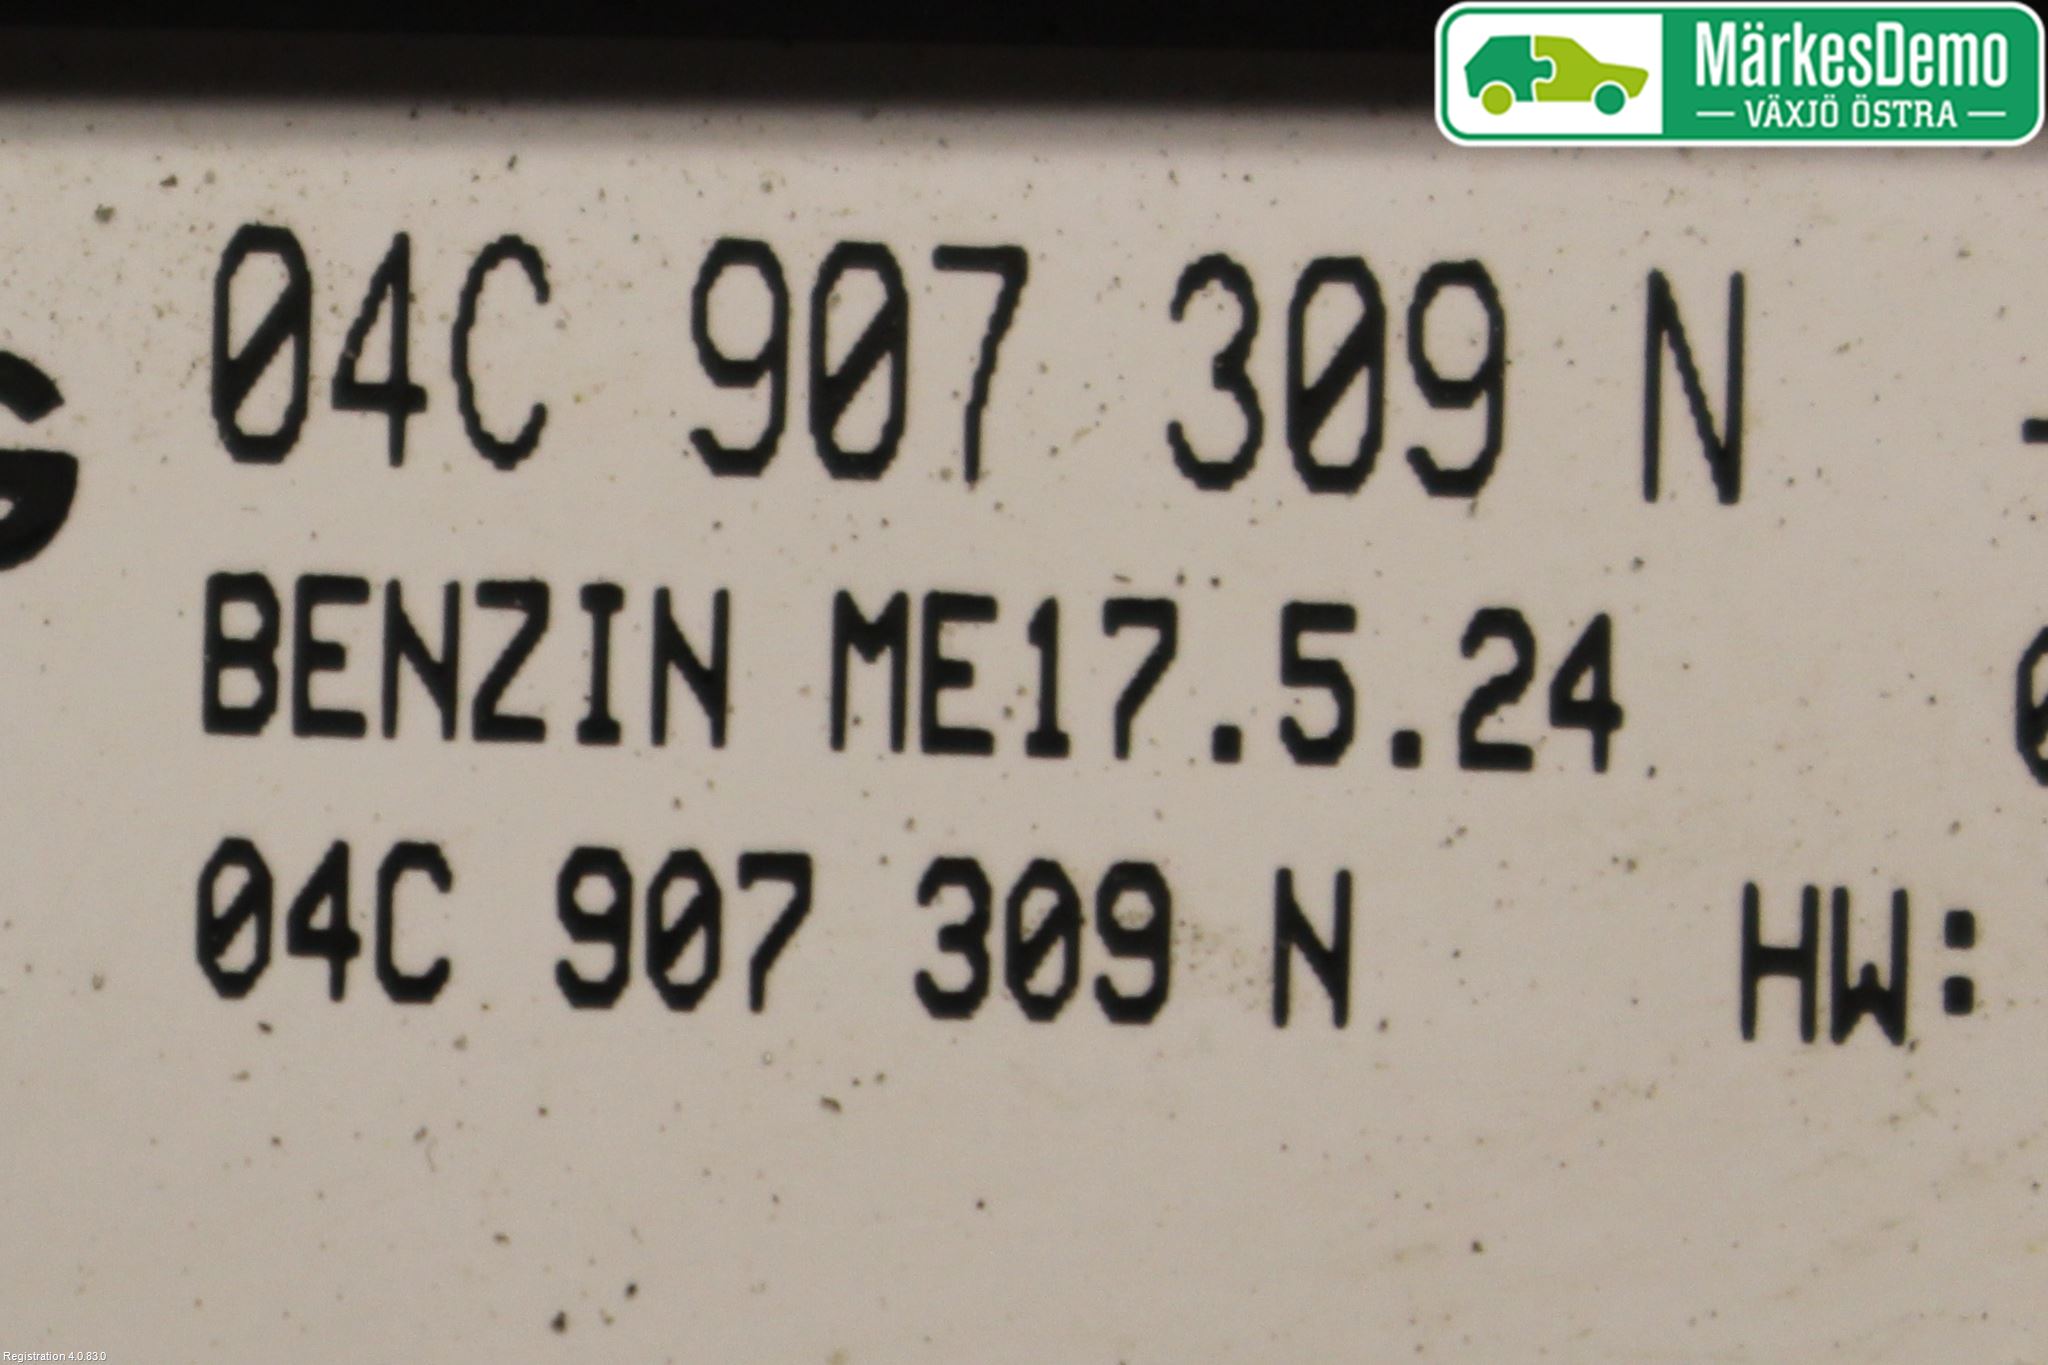 MärkesDemo
VÄXJÖ ÖSTRA
04C 907 309 N
BENZIN ME17.5.24
04C 907 309 N HW:
Registration 4.0.83.0